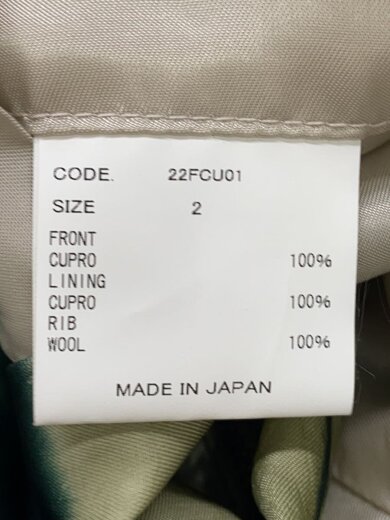 CODE. 22FCU01
SIZE 2
FRONT
CUPRO 100%
LINING
CUPRO 100%
RIB
WOOL 100%
MADE IN JAPAN